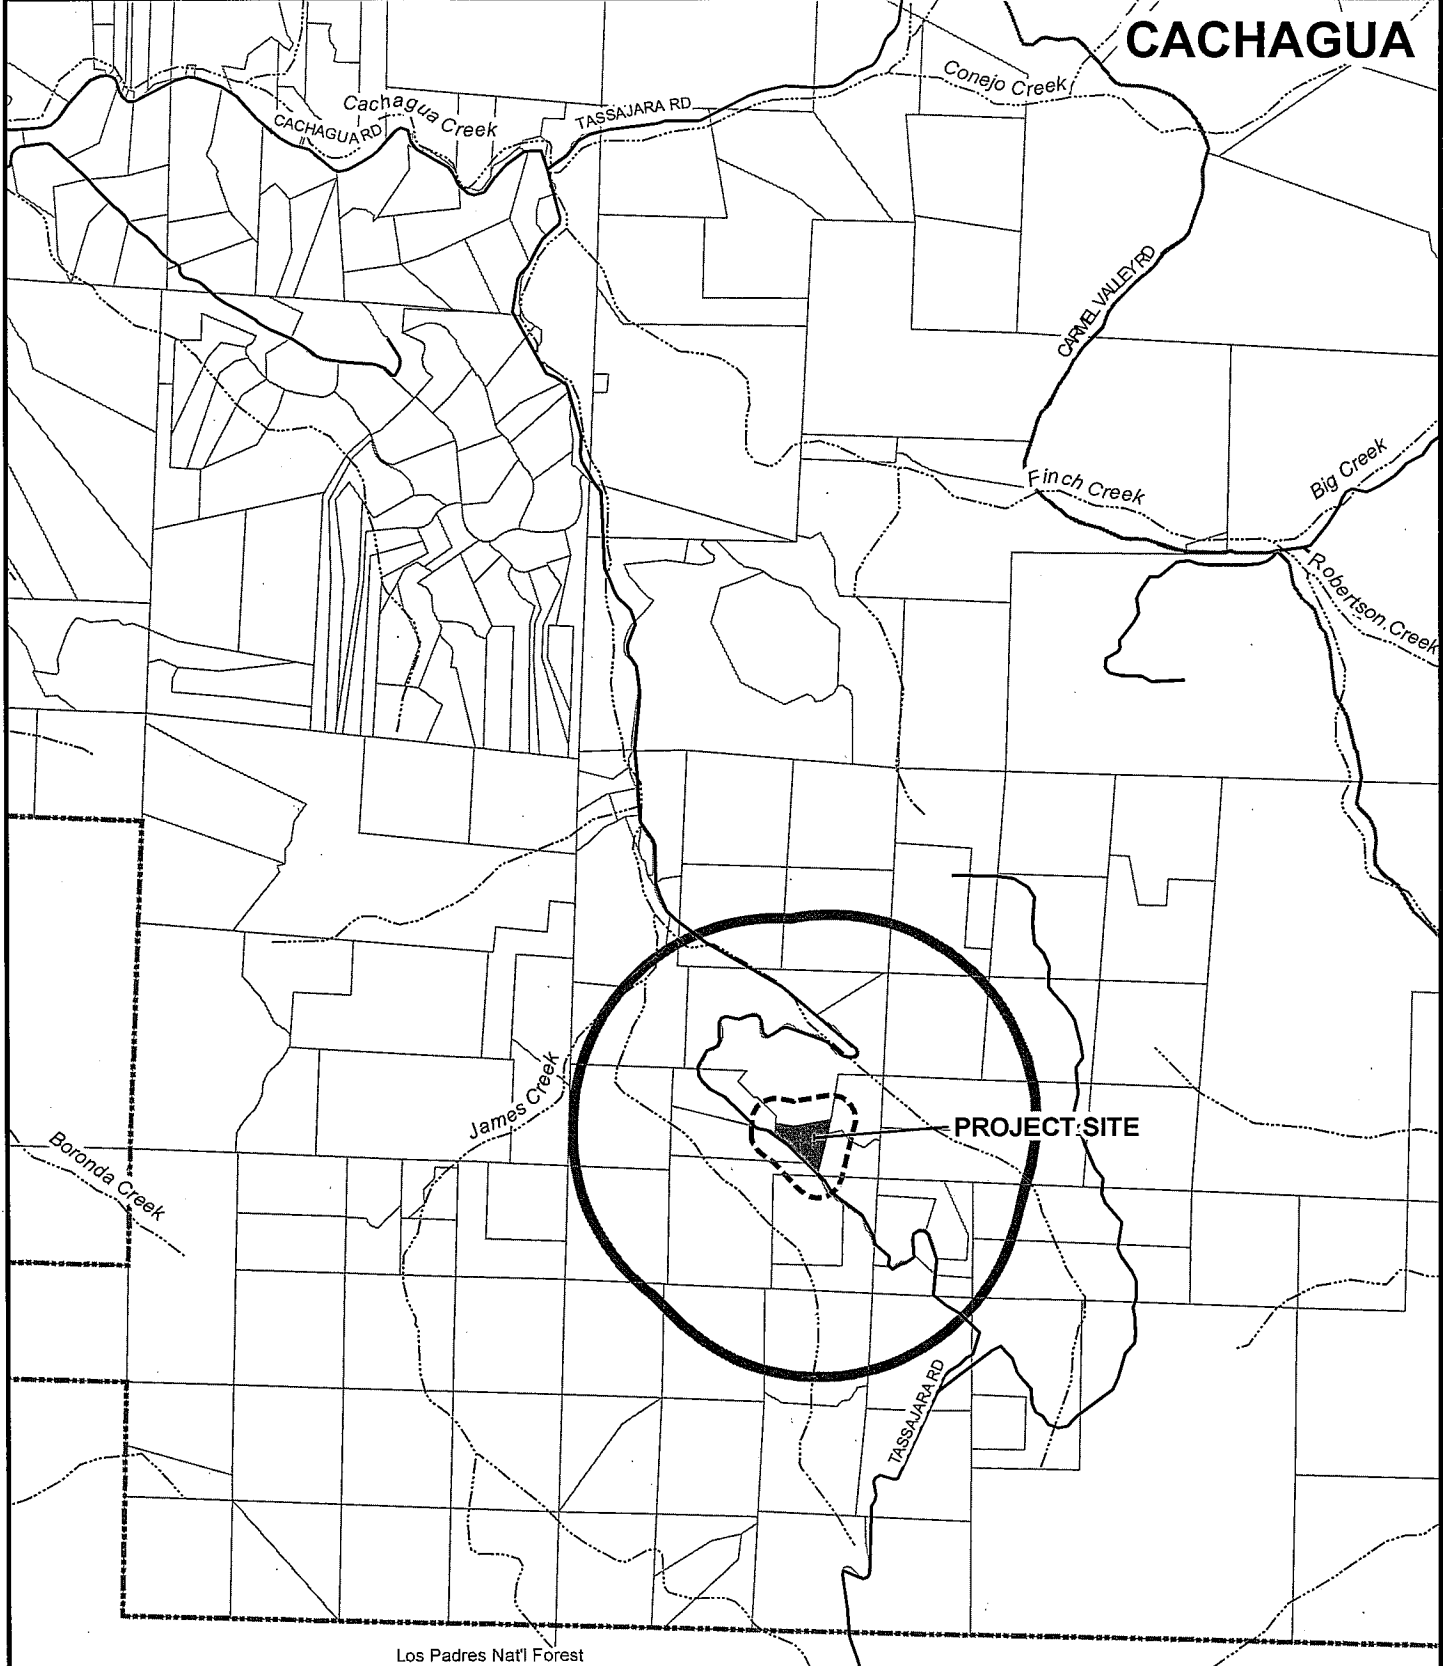 CACHAGUA
Conejo Creek
Cachagua Creek
TASSAJARA RD
CACHAGUA RD
CARMEL VALLEY RD
Big Creek
Finch Creek
Robertson Creek
James Creek
PROJECT SITE
Boronda Creek
TASSAJARA RD
Los Padres Nat'l Forest